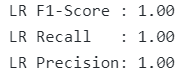 LR F1-Score : 1.00
LR Recall   : 1.00
LR Precision: 1.00